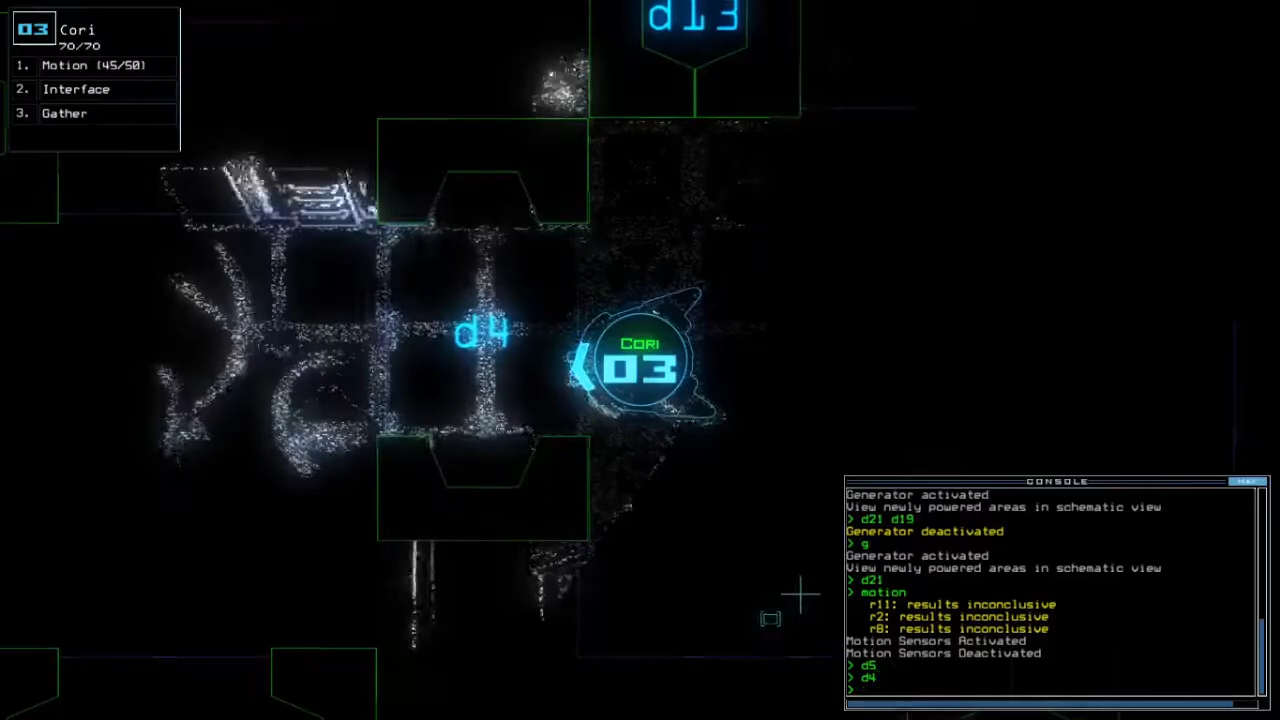 03 Cori
70/70
1. Motion (45/50)
2. Interface
3. Gather
d13
d4
Cori
03
CONSOLE
Generator activated
View newly powered areas in schematic view
> d21 d19
Generator deactivated
> g
Generator activated
View newly powered areas in schematic view
> d21
> motion
r11: results inconclusive
r2: results inconclusive
r8: results inconclusive
Motion Sensors Activated
Motion Sensors Deactivated
> d5
> d4
>